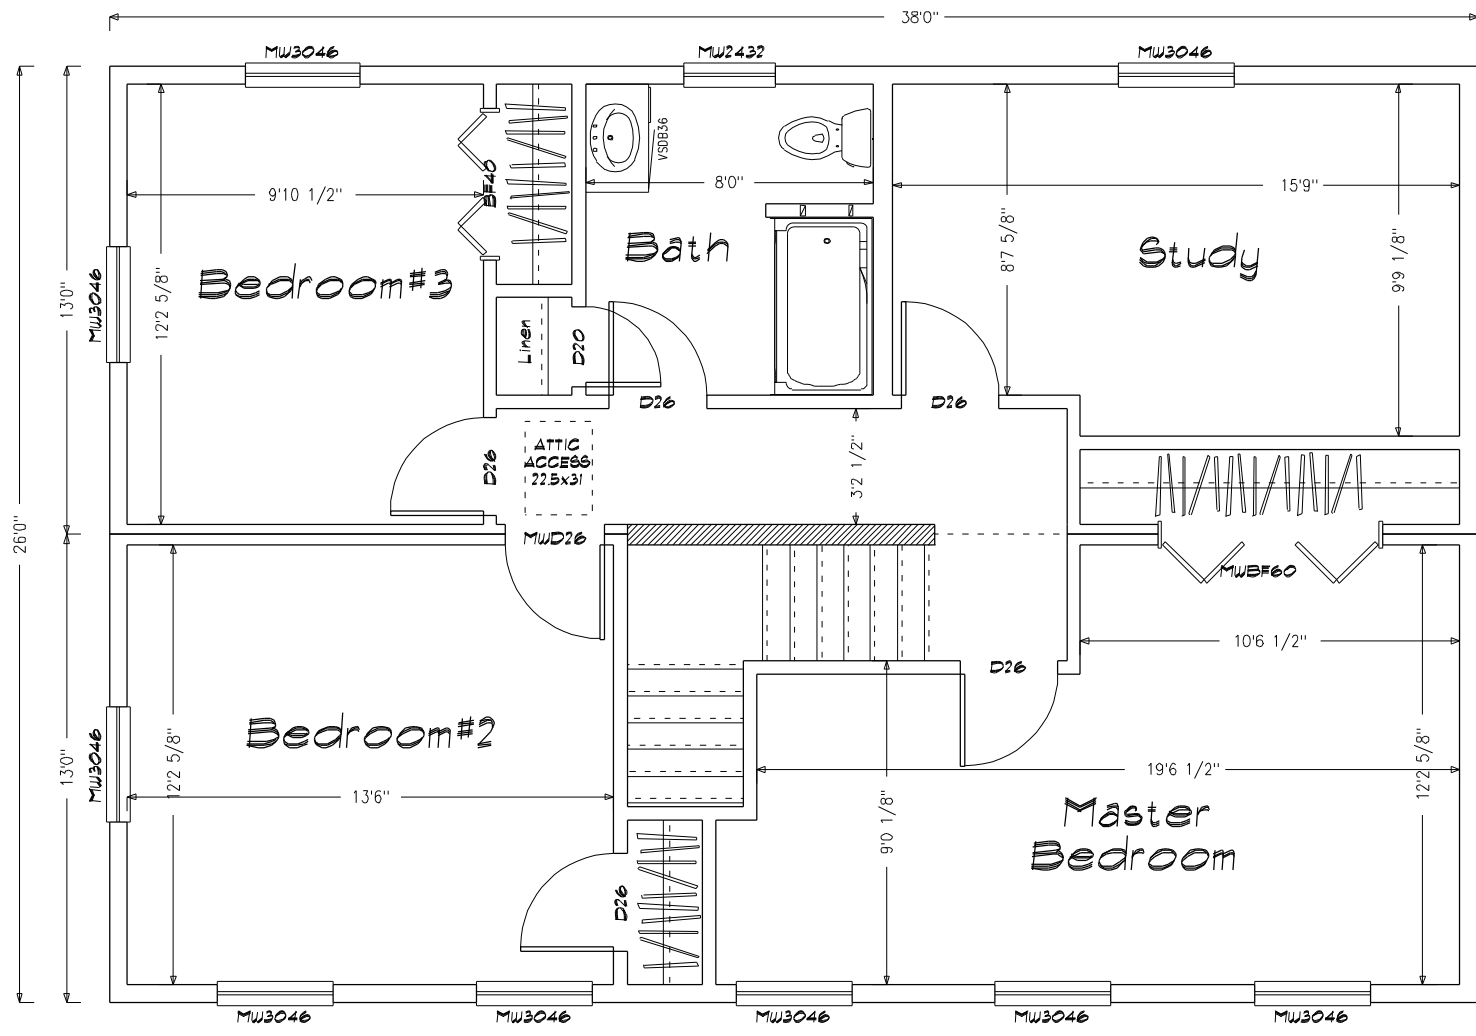 38'0"
MW3046
MW2432
MW3046
VSDB36
BF40
9'10 1/2"
8'0"
15'9"
Bath
Study
8'7 5/8"
9'9 1/8"
Bedroom#3
MW3046
13'0"
12'2 5/8"
Linen
D20
D26
D26
D26
ATTIC
ACCESS
22.5x31
3'2 1/2"
26'0"
MWD26
MWBF60
10'6 1/2"
D26
Bedroom#2
MW3046
13'0"
12'2 5/8"
13'6"
19'6 1/2"
12'2 5/8"
9'0 1/8"
Master
Bedroom
D26
MW3046
MW3046
MW3046
MW3046
MW3046